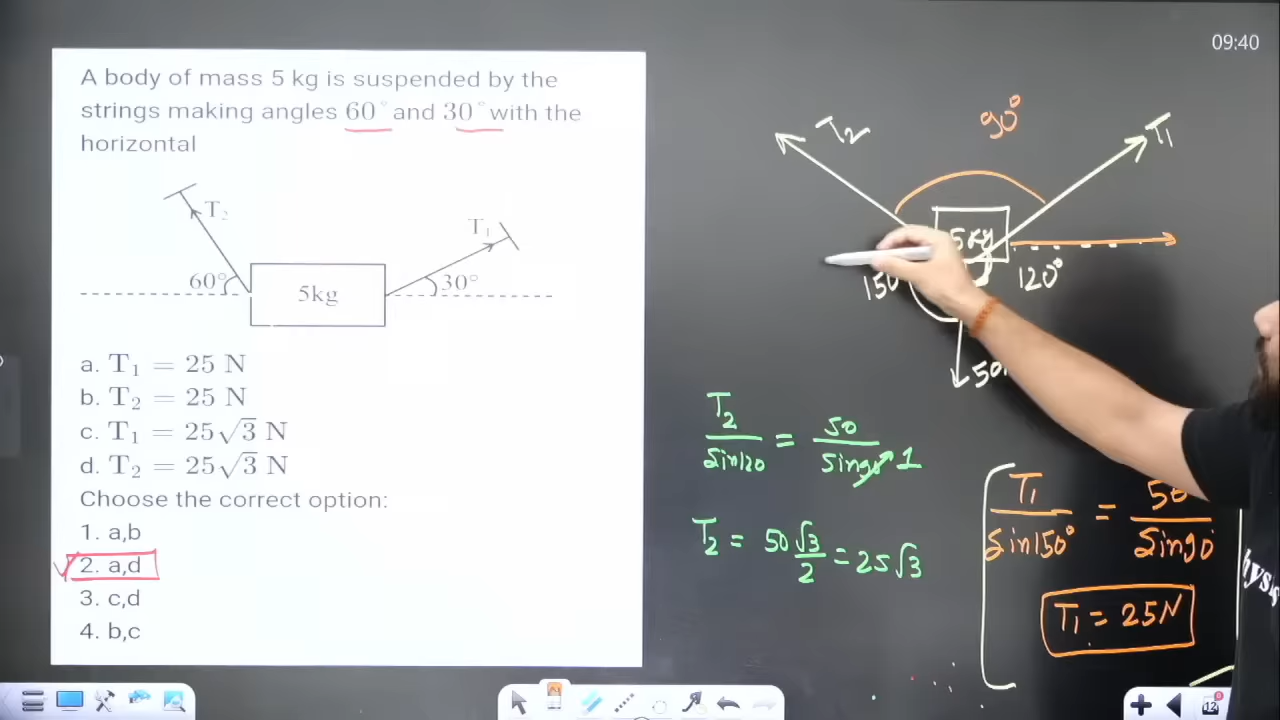 09:40
A body of mass 5 kg is suspended by the
strings making angles 60° and 30° with the
horizontal
T₂
T₁
60°
5kg
30°
a. T₁ = 25 N
b. T₂ = 25 N
c. T₁ = 25√3 N
d. T₂ = 25√3 N
Choose the correct option:
1. a,b
2. a,d
3. c,d
4. b,c
90°
T₂
T₁
5kg
150
120°
50
T₂/Sin120 = 50/Sin90 1
T₂ = 50 √3/2 = 25√3
T₁/Sin150° = 50/Sin90
T₁ = 25N
12